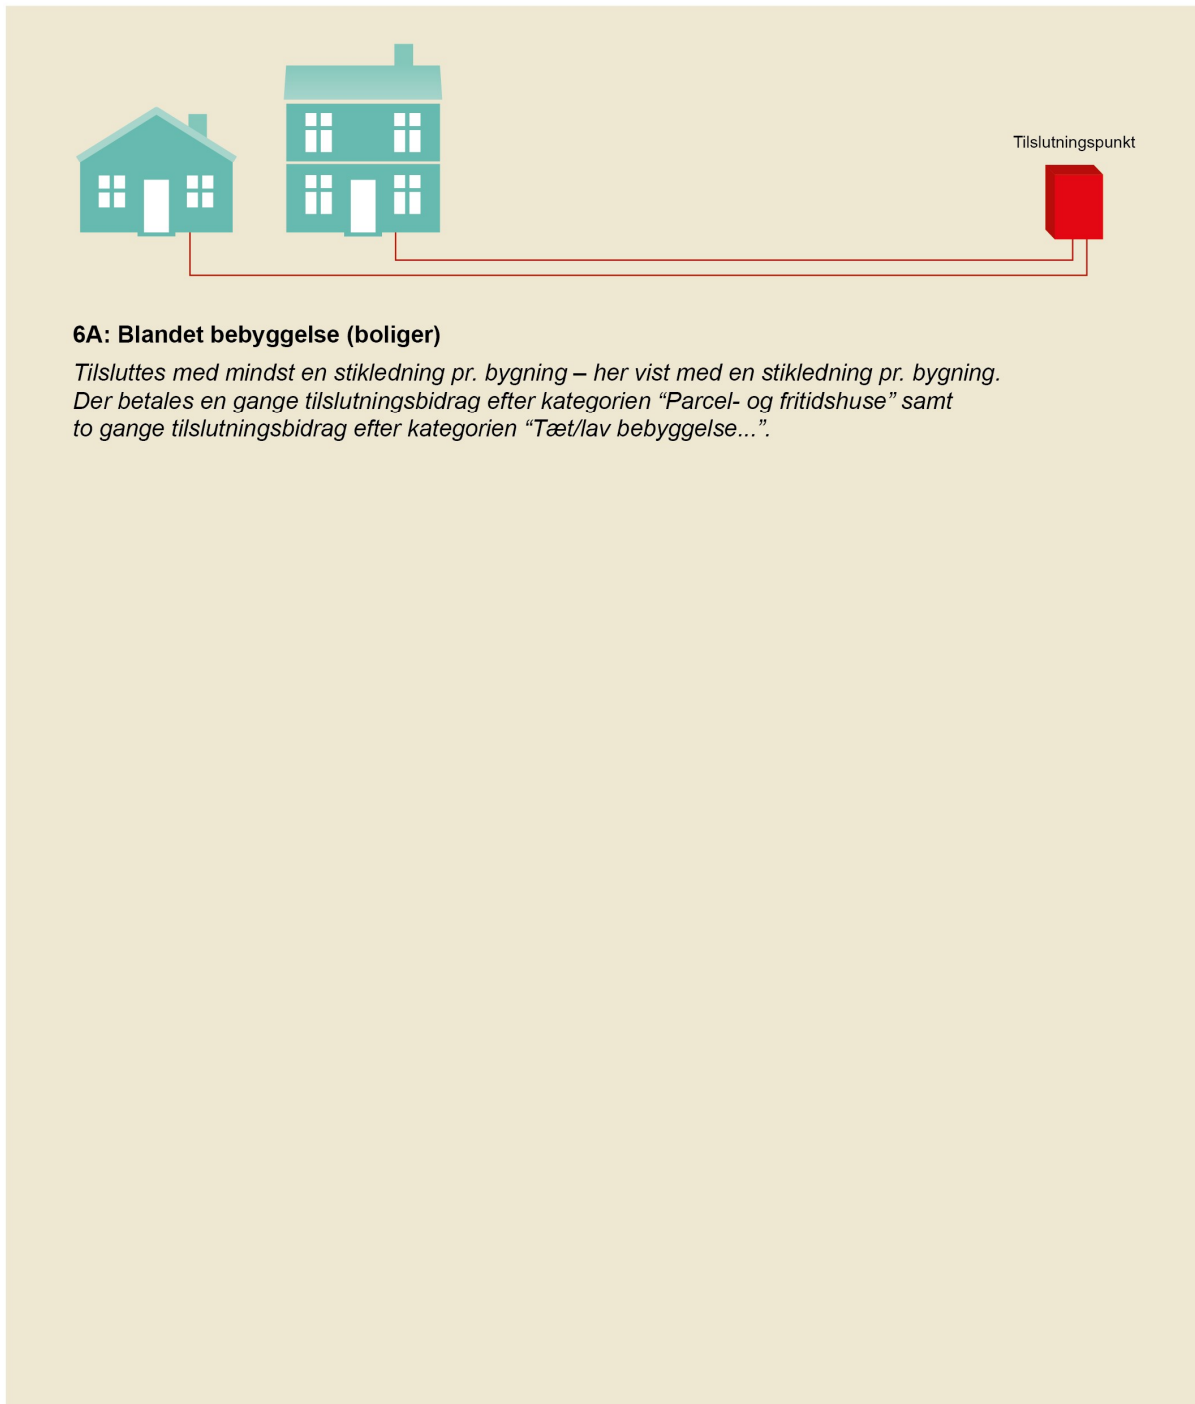 Tilslutningspunkt
6A: Blandet bebyggelse (boliger)
Tilsluttes med mindst en stikledning pr. bygning – her vist med en stikledning pr. bygning.
Der betales en gange tilslutningsbidrag efter kategorien “Parcel- og fritidshuse” samt
to gange tilslutningsbidrag efter kategorien “Tæt/lav bebyggelse...”.